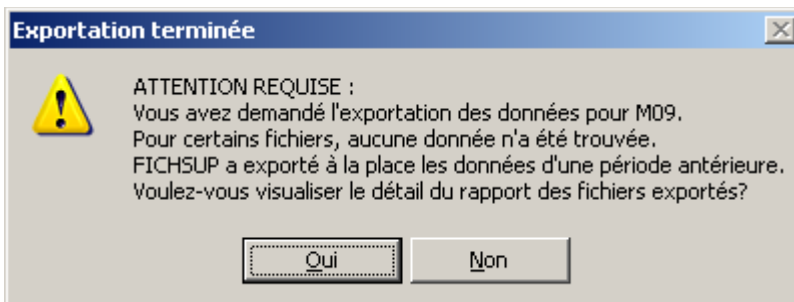 Exportation terminée
ATTENTION REQUISE :
Vous avez demandé l'exportation des données pour M09.
Pour certains fichiers, aucune donnée n'a été trouvée.
FICHSUP a exporté à la place les données d'une période antérieure.
Voulez-vous visualiser le détail du rapport des fichiers exportés?
Oui Non